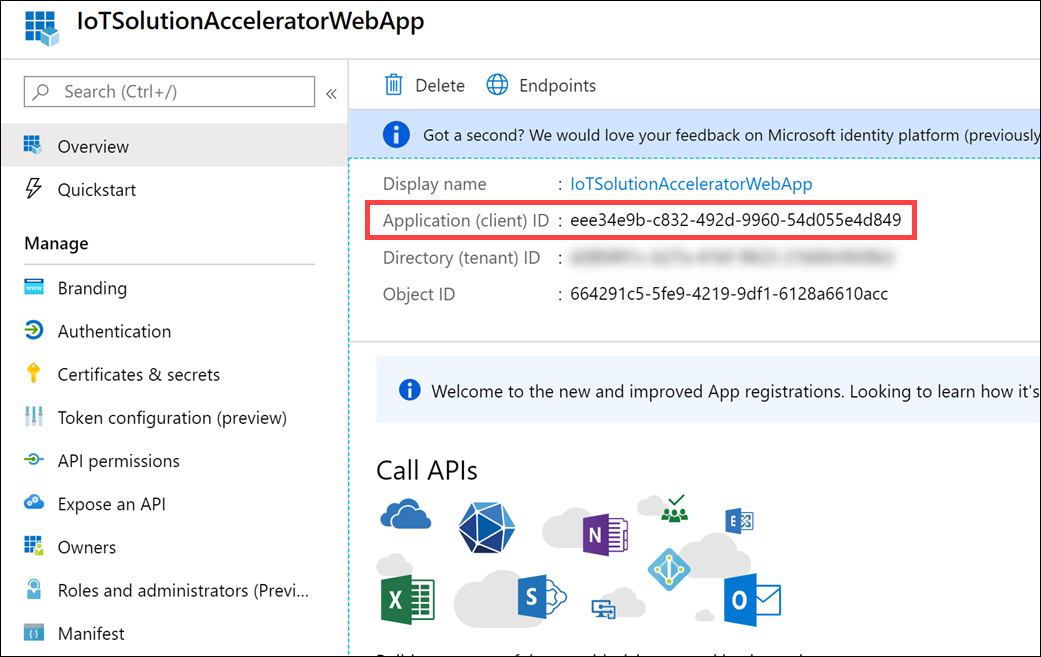 IoTSolutionAcceleratorWebApp
Search (Ctrl+/)
«
Delete
Endpoints
Got a second? We would love your feedback on Microsoft identity platform (previously
Overview
Quickstart
Manage
Branding
Authentication
Certificates & secrets
Token configuration (preview)
API permissions
Expose an API
Owners
Roles and administrators (Previ...
Manifest
Display name : IoTSolutionAcceleratorWebApp
Application (client) ID : eee34e9b-c832-492d-9960-54d055e4d849
Directory (tenant) ID :
Object ID : 664291c5-5fe9-4219-9df1-6128a6610acc
Welcome to the new and improved App registrations. Looking to learn how it's
Call APIs
N
E
X
S
O